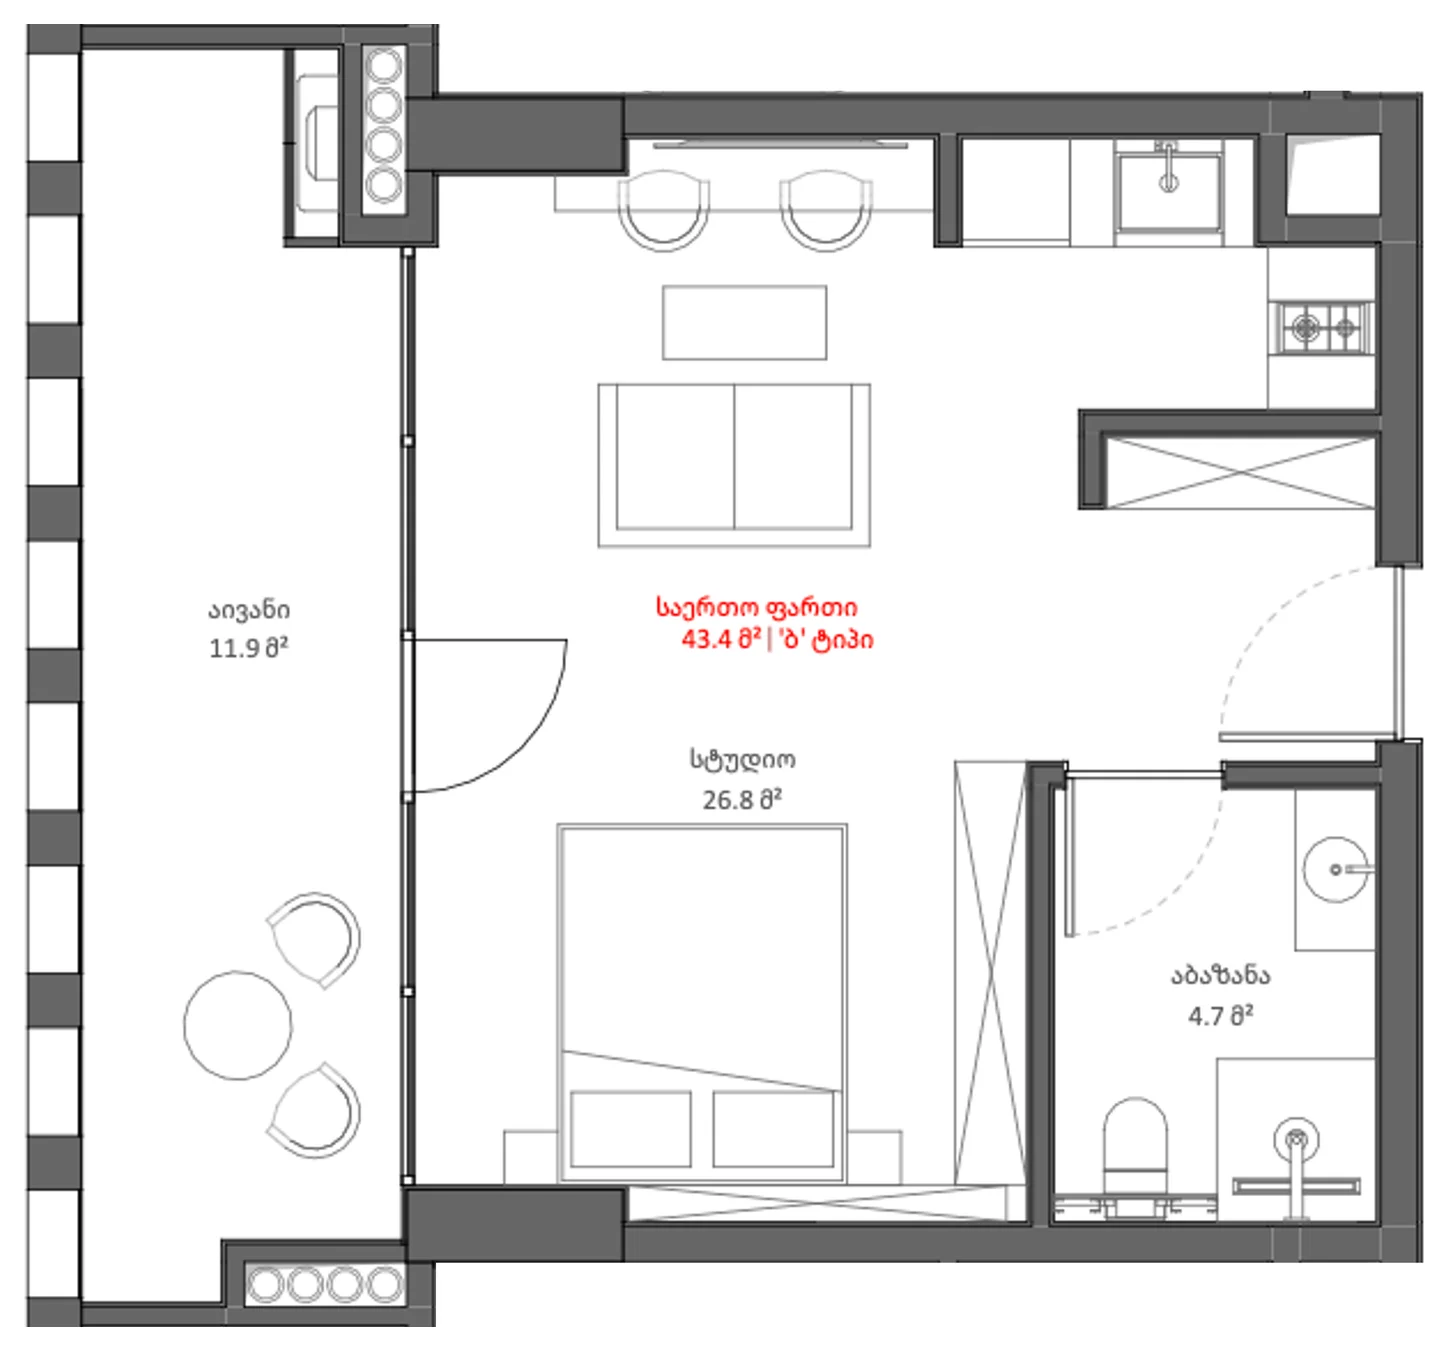 საერთო ფართი
43.4 მ² | 'ბ' ტიპი
აივანი
11.9 მ²
სტუდიო
26.8 მ²
აბაზანა
4.7 მ²